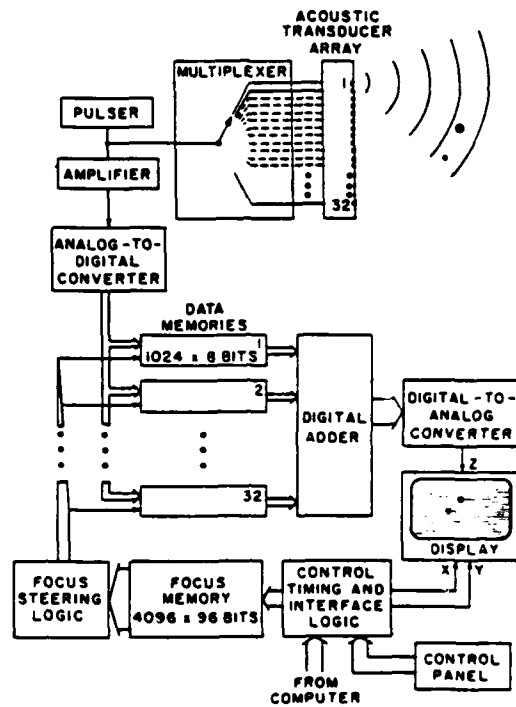 ACOUSTIC
TRANSDUCER
ARRAY
MULTIPLEXER
1
32
PULSER
AMPLIFIER
ANALOG-TO-
DIGITAL
CONVERTER
DATA
MEMORIES
1
1024 x 8 BITS
2
32
DIGITAL
ADDER
DIGITAL-TO-
ANALOG
CONVERTER
Z
DISPLAY
X Y
FOCUS
STEERING
LOGIC
FOCUS
MEMORY
4096 x 96 BITS
CONTROL
TIMING AND
INTERFACE
LOGIC
FROM
COMPUTER
CONTROL
PANEL